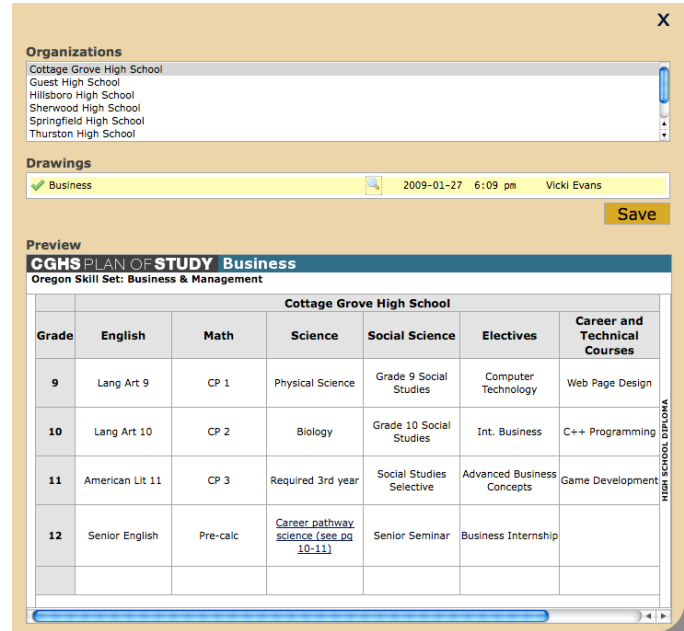 X
Organizations
Cottage Grove High School
Guest High School
Hillsboro High School
Sherwood High School
Springfield High School
Thurston High School
Drawings
Business 2009-01-27 6:09 pm Vicki Evans
Save
Preview
CGHS PLAN OF STUDY Business
Oregon Skill Set: Business & Management
Cottage Grove High School
Grade English Math Science Social Science Electives Career and Technical Courses
9 Lang Art 9 CP 1 Physical Science Grade 9 Social Studies Computer Technology Web Page Design
10 Lang Art 10 CP 2 Biology Grade 10 Social Studies Int. Business C++ Programming
11 American Lit 11 CP 3 Required 3rd year Social Studies Selective Advanced Business Concepts Game Development
12 Senior English Pre-calc Career pathway science (see pg 10-11) Senior Seminar Business Internship
HIGH SCHOOL DIPLOMA